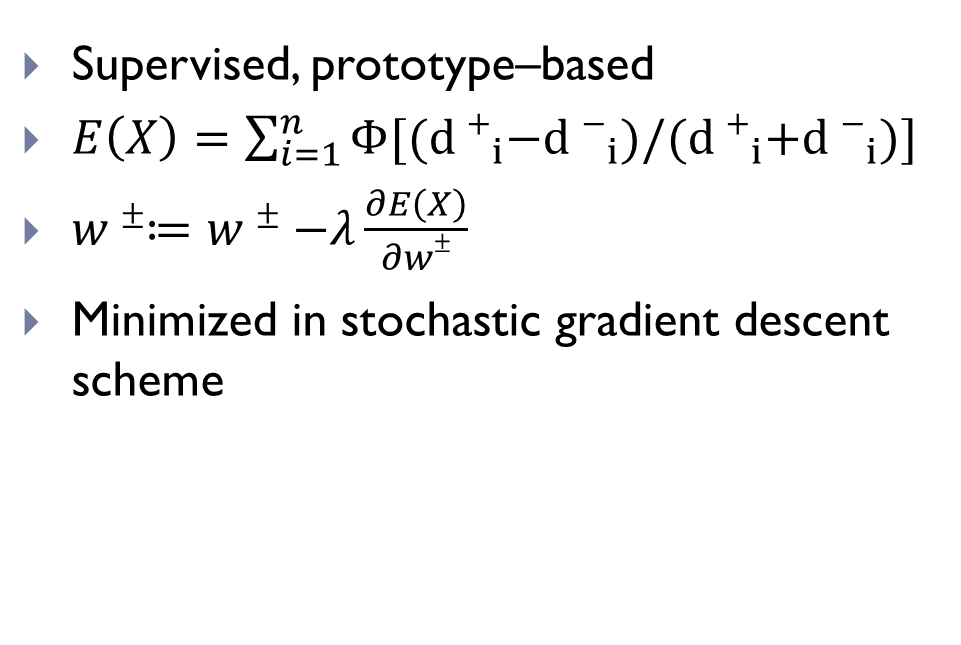 Supervised, prototype–based
E(X) = ∑ⁿᵢ₌₁ Φ[(d ⁺ᵢ−d ⁻ᵢ)/(d ⁺ᵢ+d ⁻ᵢ)]
w ^± ≔ w ^± −λ ∂E(X)/∂w^±
Minimized in stochastic gradient descent
scheme